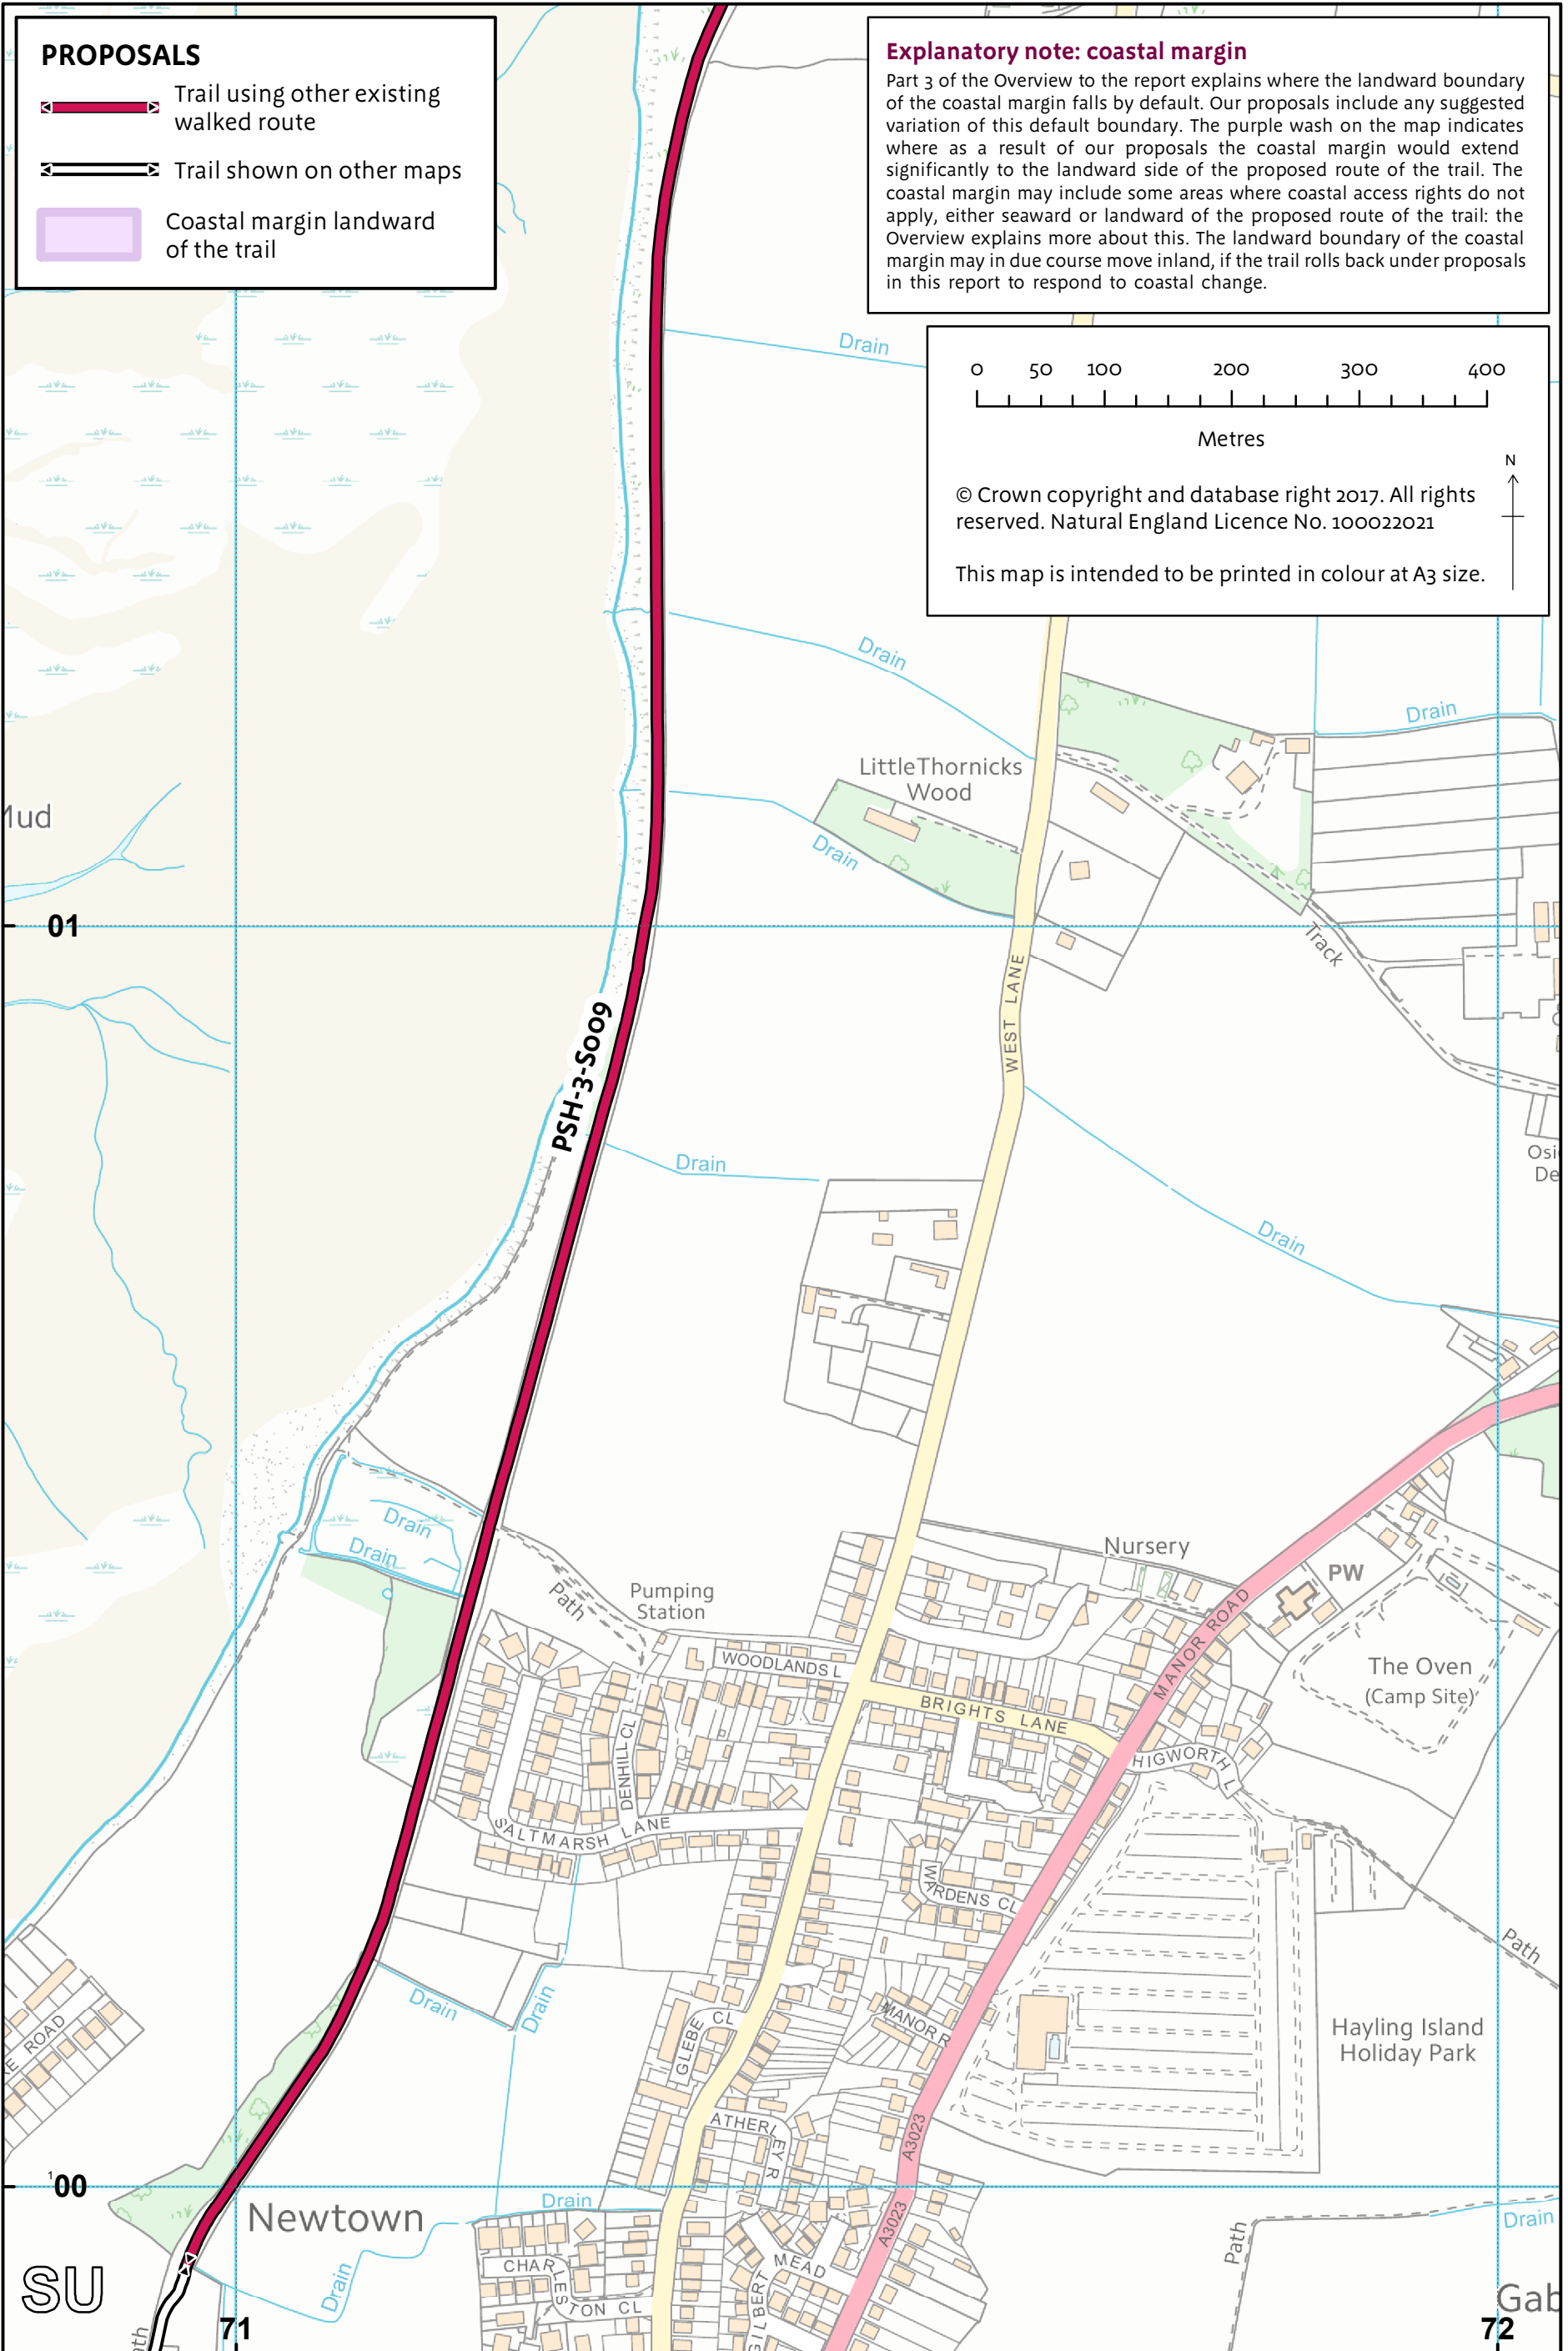 PROPOSALS
Trail using other existing
walked route
Trail shown on other maps
Coastal margin landward
of the trail
Explanatory note: coastal margin
Part 3 of the Overview to the report explains where the landward boundary
of the coastal margin falls by default. Our proposals include any suggested
variation of this default boundary. The purple wash on the map indicates
where as a result of our proposals the coastal margin would extend
significantly to the landward side of the proposed route of the trail. The
coastal margin may include some areas where coastal access rights do not
apply, either seaward or landward of the proposed route of the trail: the
Overview explains more about this. The landward boundary of the coastal
margin may in due course move inland, if the trail rolls back under proposals
in this report to respond to coastal change.
0 50 100 200 300 400
Metres
N
© Crown copyright and database right 2017. All rights
reserved. Natural England Licence No. 100022021
This map is intended to be printed in colour at A3 size.
Drain
Drain
Drain
Little Thornicks
Wood
Drain
Mud
01
Track
WEST LANE
PSH-3-S009
Drain
Osi
De
Drain
Drain
Drain
Path
Pumping
Station
Nursery
PW
MANOR ROAD
The Oven
(Camp Site)
WOODLANDS L
BRIGHTS LANE
HIGWORTH L
DENHILL CL
SALTMARSH LANE
WARDENS CL
Path
Drain
Drain
MANOR R
GLEBE CL
Hayling Island
Holiday Park
E ROAD
ATHERLEY R
A3023
1
00
Newtown
Drain
A3023
Path
Drain
SU
Drain
CHARLESTON CL
MEAD
GILBERT
Gab
71
72
ath